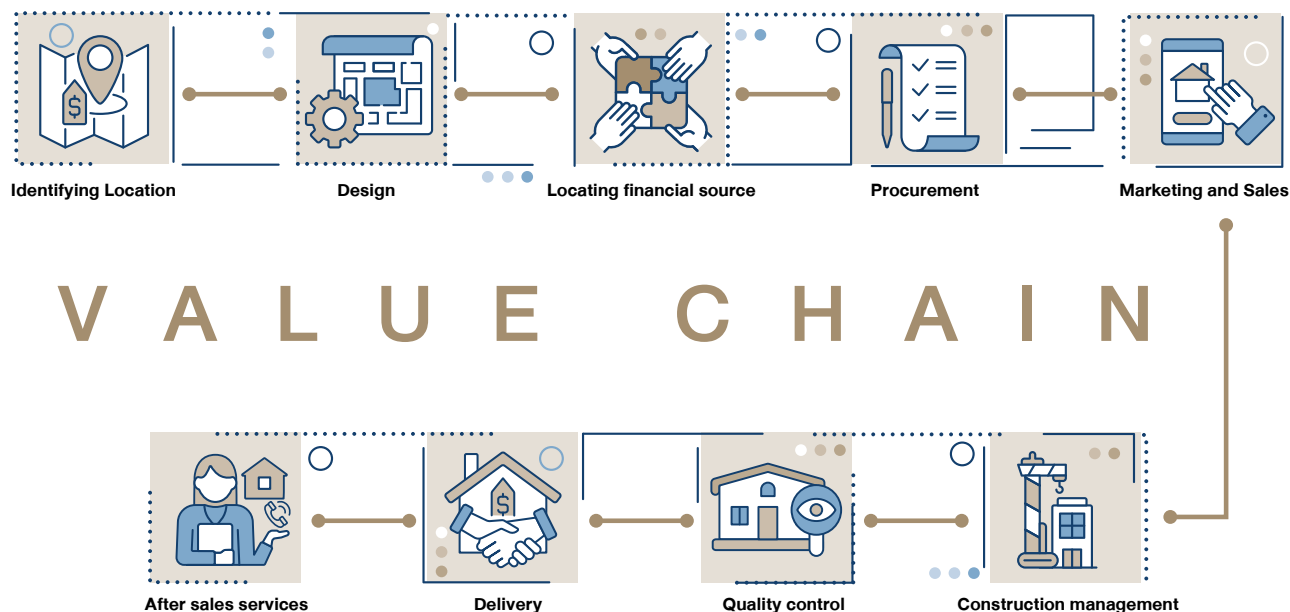 Identifying Location
Design
Locating financial source
Procurement
Marketing and Sales
$
VALUE CHAIN
$
After sales services
Delivery
Quality control
Construction management